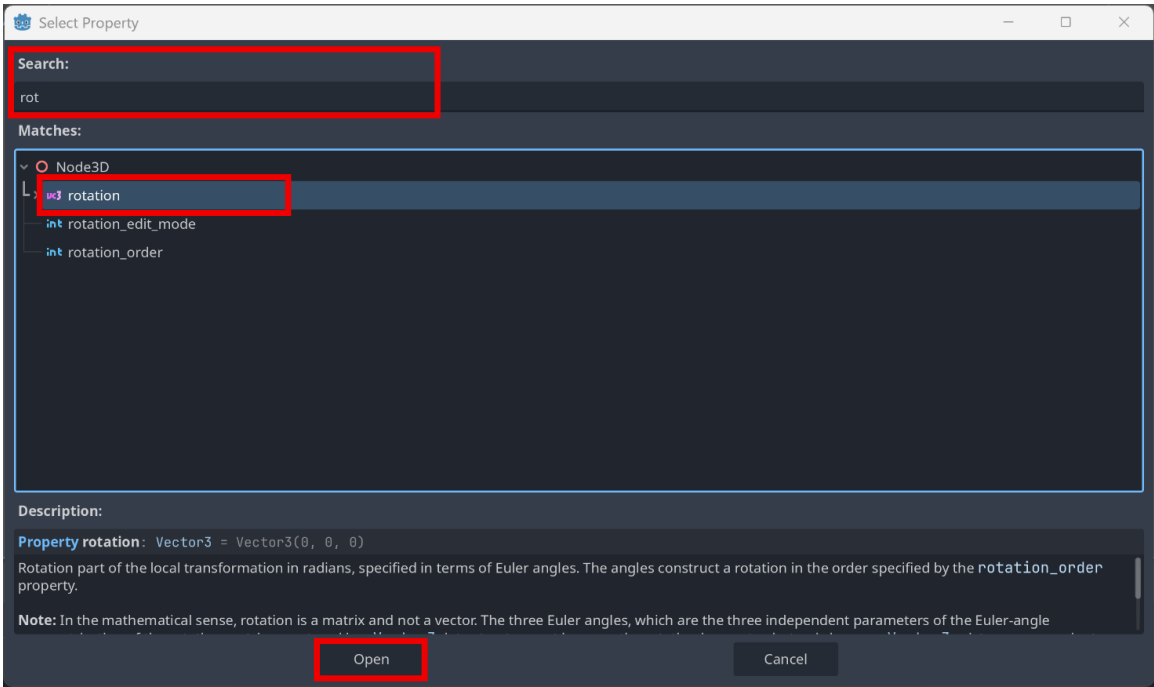 Select Property
Search:
rot
Matches:
Node3D
vc3 rotation
int rotation_edit_mode
int rotation_order
Description:
Property rotation: Vector3 = Vector3(0, 0, 0)
Rotation part of the local transformation in radians, specified in terms of Euler angles. The angles construct a rotation in the order specified by the rotation_order
property.
Note: In the mathematical sense, rotation is a matrix and not a vector. The three Euler angles, which are the three independent parameters of the Euler-angle
Open Cancel